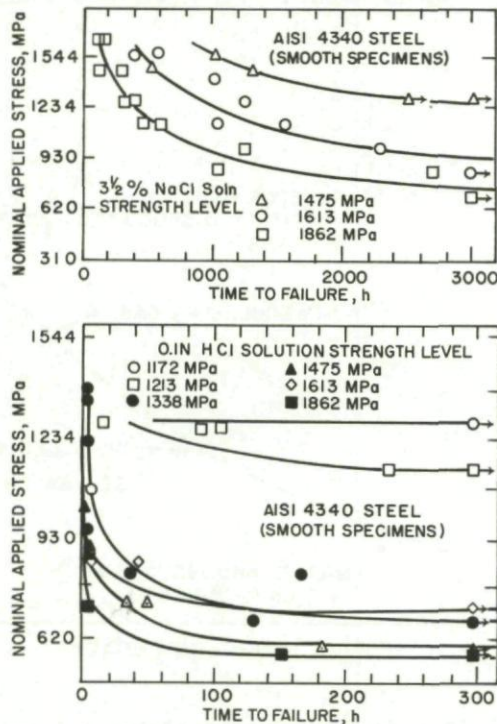 AISI 4340 STEEL
(SMOOTH SPECIMENS)
NOMINAL APPLIED STRESS, MPa
1544
1234
930
620
310
3½% NaCl Soln
STRENGTH LEVEL
△ 1475 MPa
○ 1613 MPa
□ 1862 MPa
0 1000 2000 3000
TIME TO FAILURE, h
NOMINAL APPLIED STRESS, MPa
1544
1234
930
620
0.1N HCl SOLUTION STRENGTH LEVEL
○ 1172 MPa ▲ 1475 MPa
□ 1213 MPa ◇ 1613 MPa
● 1338 MPa ■ 1862 MPa
AISI 4340 STEEL
(SMOOTH SPECIMENS)
0 100 200 300
TIME TO FAILURE, h